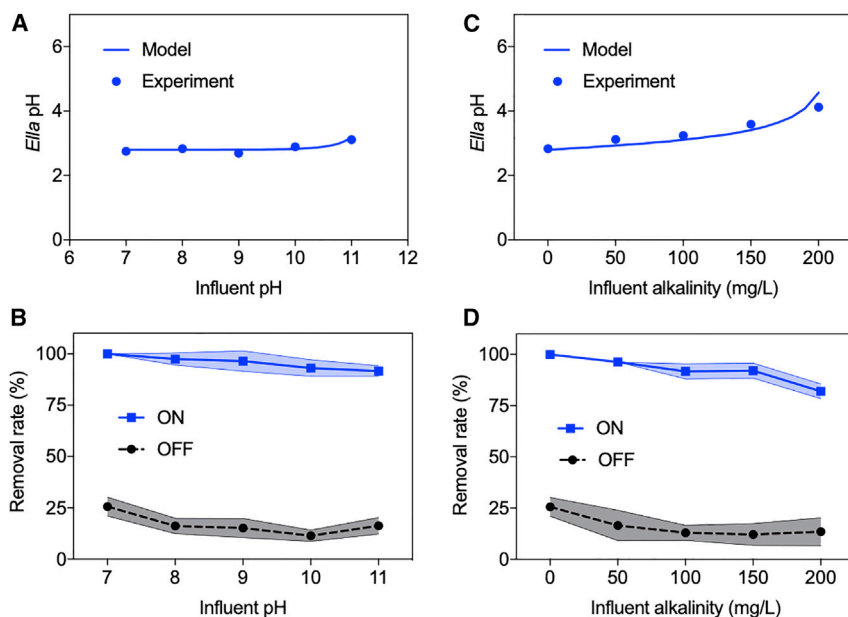 A
6
4
2
0
Ella pH
Model
Experiment
6 7 8 9 10 11 12
Influent pH
B
100
75
50
25
0
Removal rate (%)
ON
OFF
7 8 9 10 11
Influent pH
C
6
4
2
0
Ella pH
Model
Experiment
0 50 100 150 200
Influent alkalinity (mg/L)
D
100
75
50
25
0
Removal rate (%)
ON
OFF
0 50 100 150 200
Influent alkalinity (mg/L)